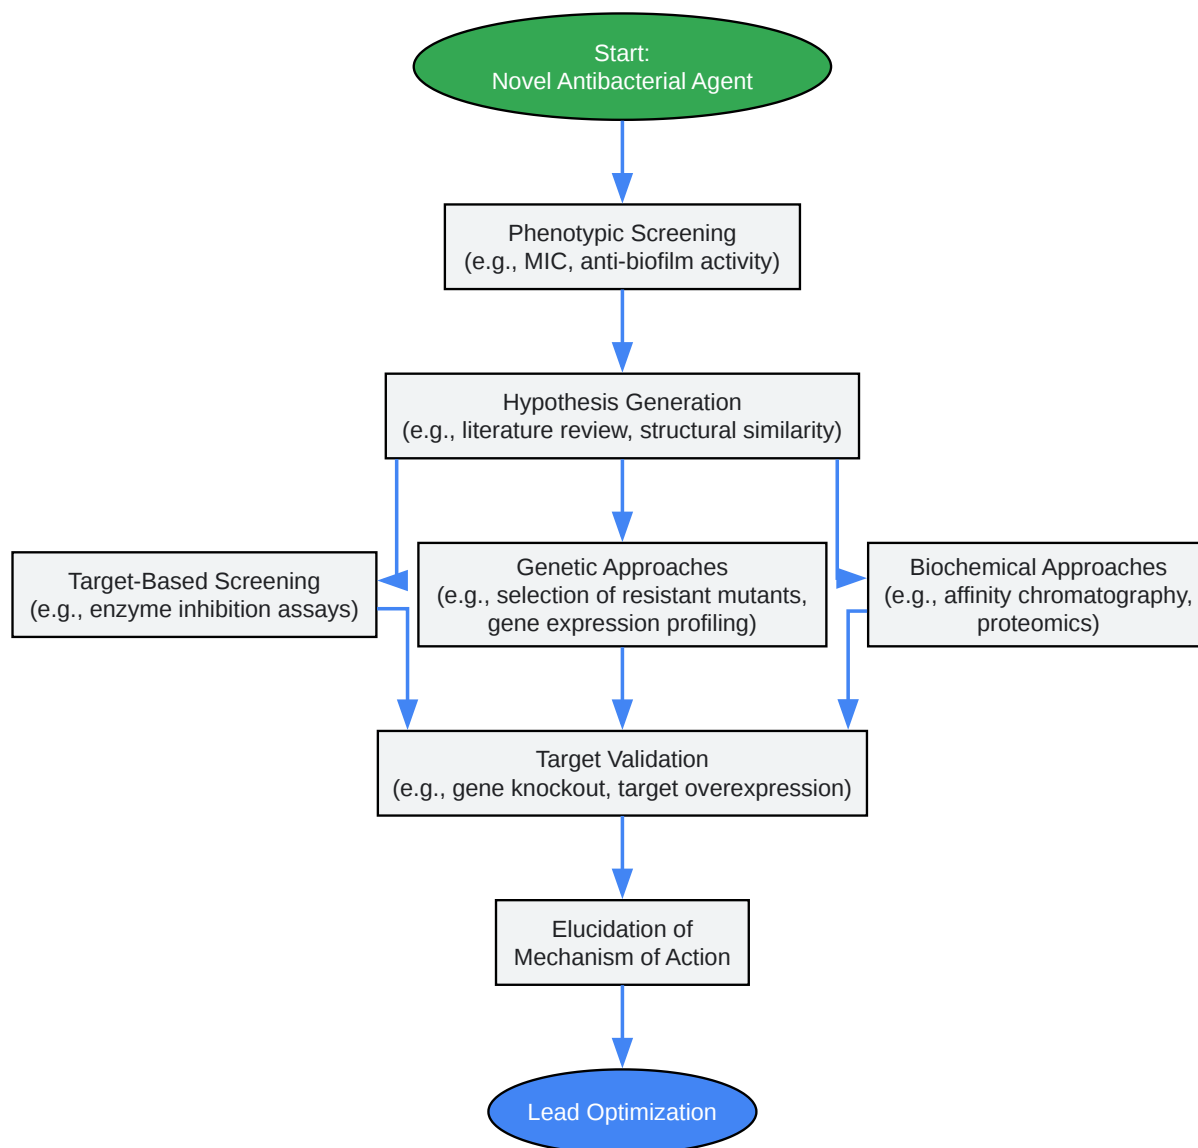 Start:
Novel Antibacterial Agent
Phenotypic Screening
(e.g., MIC, anti-biofilm activity)
Hypothesis Generation
(e.g., literature review, structural similarity)
Target-Based Screening
(e.g., enzyme inhibition assays)
Genetic Approaches
(e.g., selection of resistant mutants,
gene expression profiling)
Biochemical Approaches
(e.g., affinity chromatography,
proteomics)
Target Validation
(e.g., gene knockout, target overexpression)
Elucidation of
Mechanism of Action
Lead Optimization